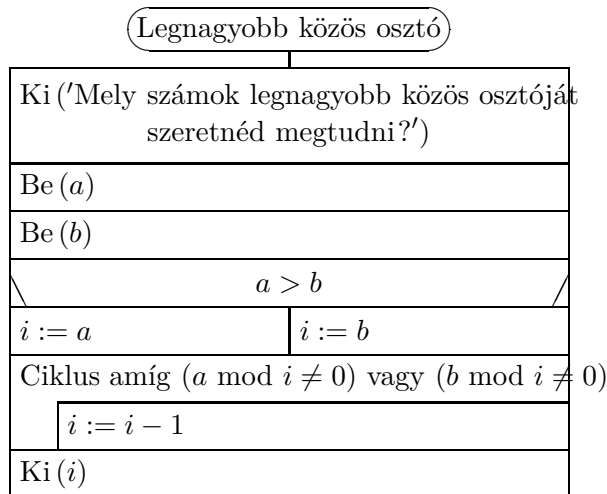 Legnagyobb közös osztó
Ki ('Mely számok legnagyobb közös osztóját
szeretnéd megtudni?')
Be (a)
Be (b)
a > b
i := a
i := b
Ciklus amíg (a mod i ≠ 0) vagy (b mod i ≠ 0)
i := i − 1
Ki (i)